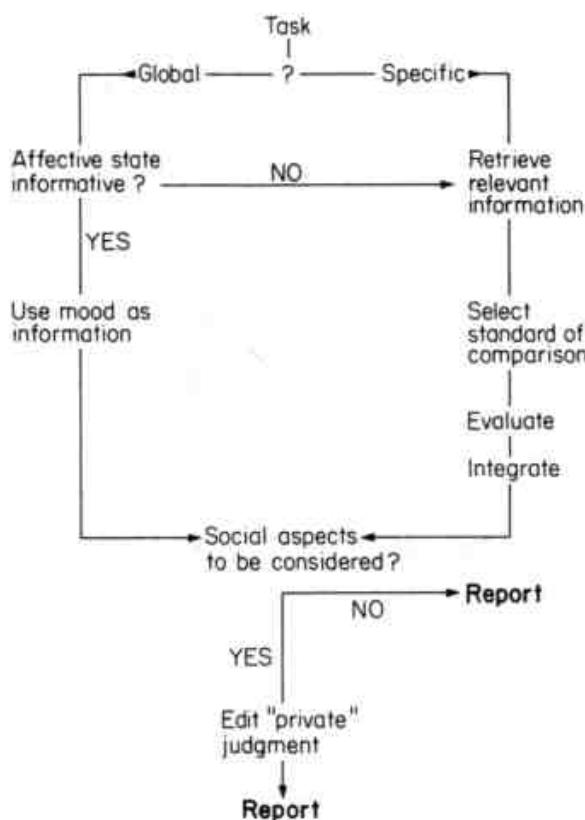 Task
Global ? Specific
Affective state
informative ?
NO
Retrieve
relevant
information
YES
Use mood as
information
Select
standard of
comparison
Evaluate
Integrate
Social aspects
to be considered?
NO
Report
YES
Edit "private"
judgment
Report